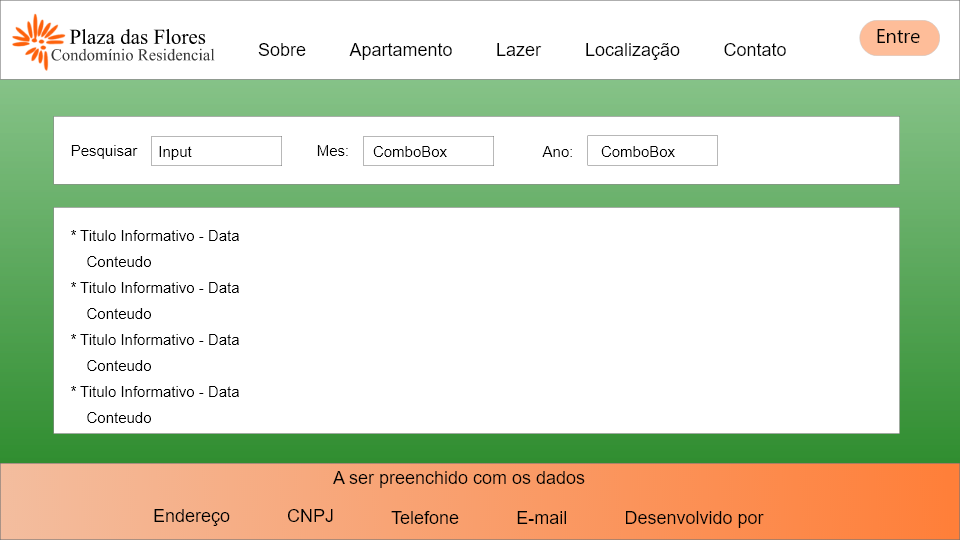 Plaza das Flores
Condomínio Residencial
Sobre Apartamento Lazer Localização Contato
Entre
Pesquisar Input Mes: ComboBox Ano: ComboBox
* Titulo Informativo - Data
Conteudo
* Titulo Informativo - Data
Conteudo
* Titulo Informativo - Data
Conteudo
* Titulo Informativo - Data
Conteudo
A ser preenchido com os dados
Endereço CNPJ Telefone E-mail Desenvolvido por